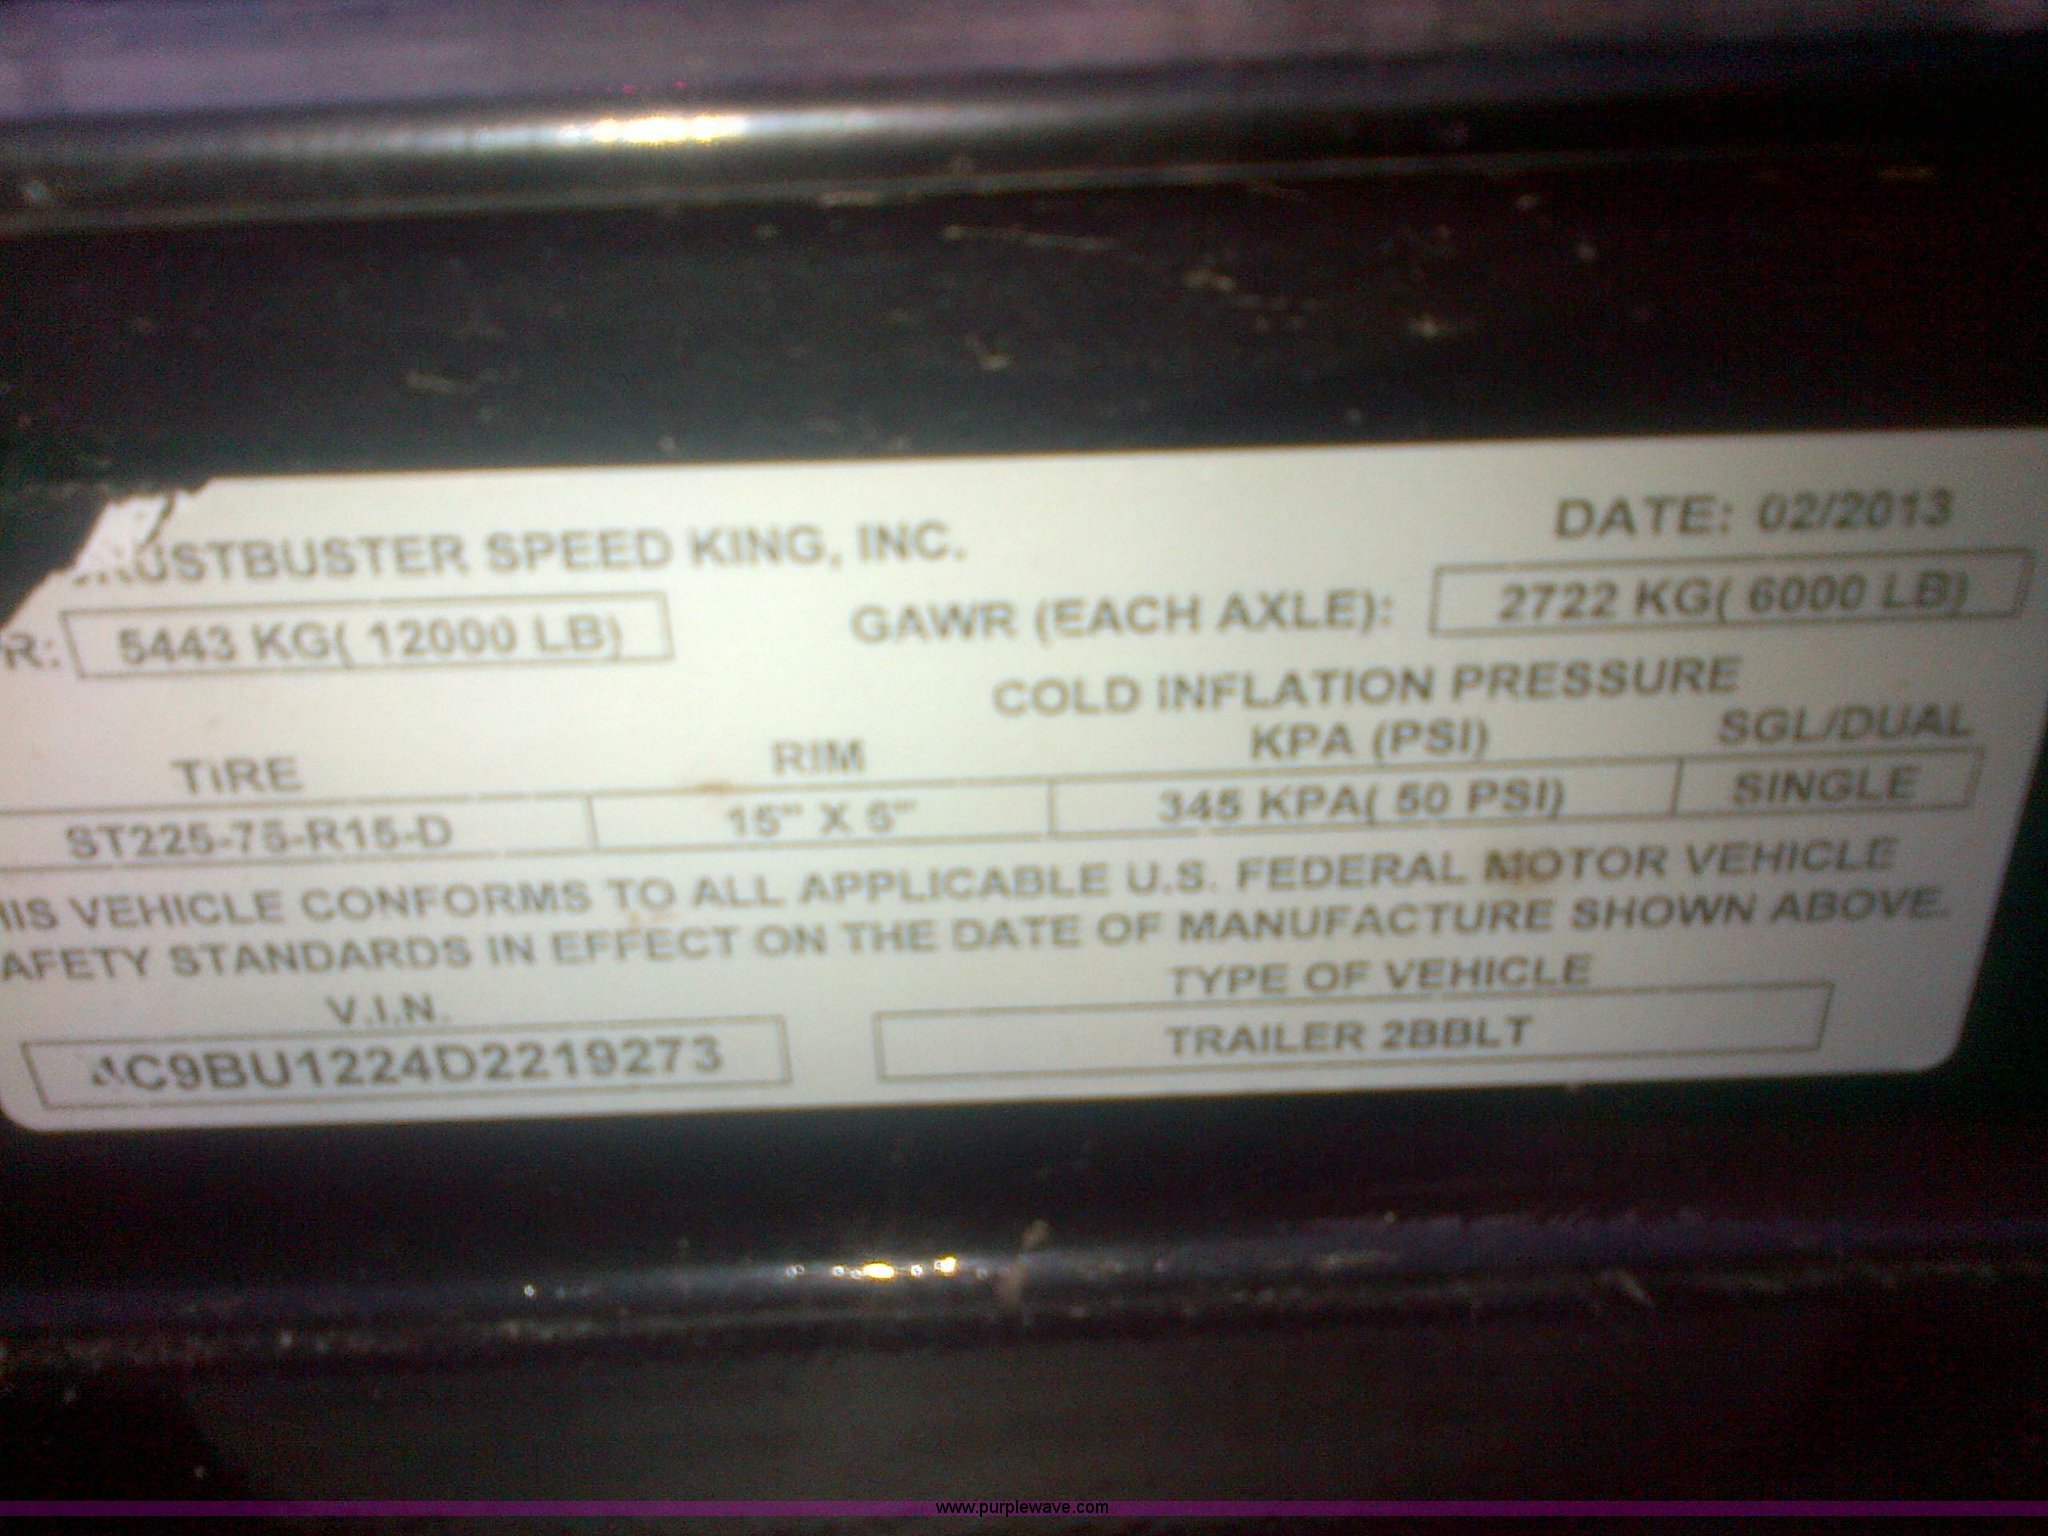 RUSTBUSTER SPEED KING, INC.
DATE: 02/2013
R: 5443 KG( 12000 LB)
GAWR (EACH AXLE): 2722 KG( 6000 LB)
COLD INFLATION PRESSURE
TIRE RIM KPA (PSI) SGL/DUAL
ST225-75-R15-D 15" X 6" 345 KPA( 50 PSI) SINGLE
HIS VEHICLE CONFORMS TO ALL APPLICABLE U.S. FEDERAL MOTOR VEHICLE
AFETY STANDARDS IN EFFECT ON THE DATE OF MANUFACTURE SHOWN ABOVE.
V.I.N. TYPE OF VEHICLE
4C9BU1224D2219273 TRAILER 2BBLT
www.purplewave.com